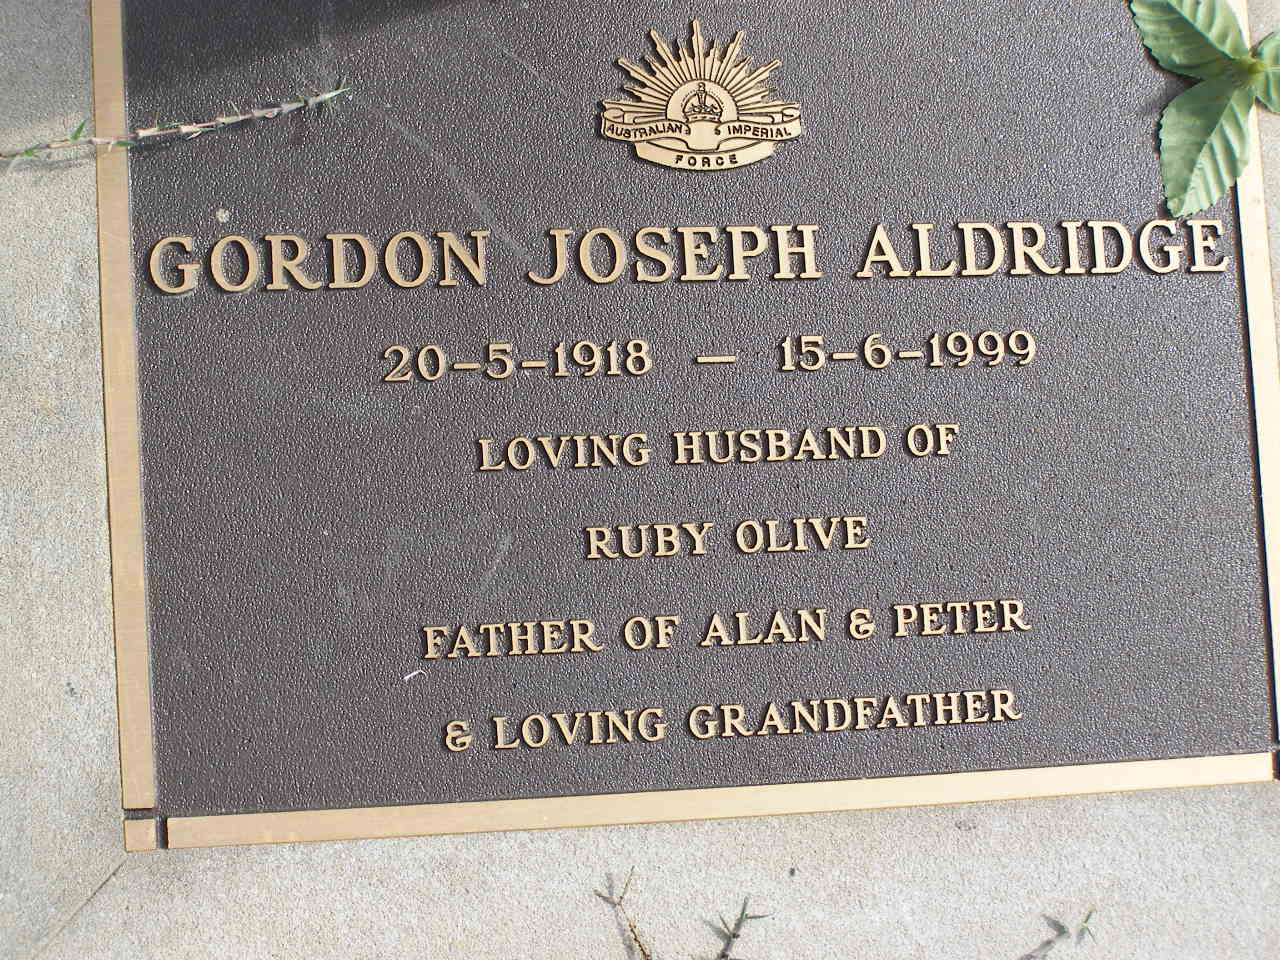 AUSTRALIAN IMPERIAL
FORCE
GORDON JOSEPH ALDRIDGE
20-5-1918 – 15-6-1999
LOVING HUSBAND OF
RUBY OLIVE
FATHER OF ALAN & PETER
& LOVING GRANDFATHER